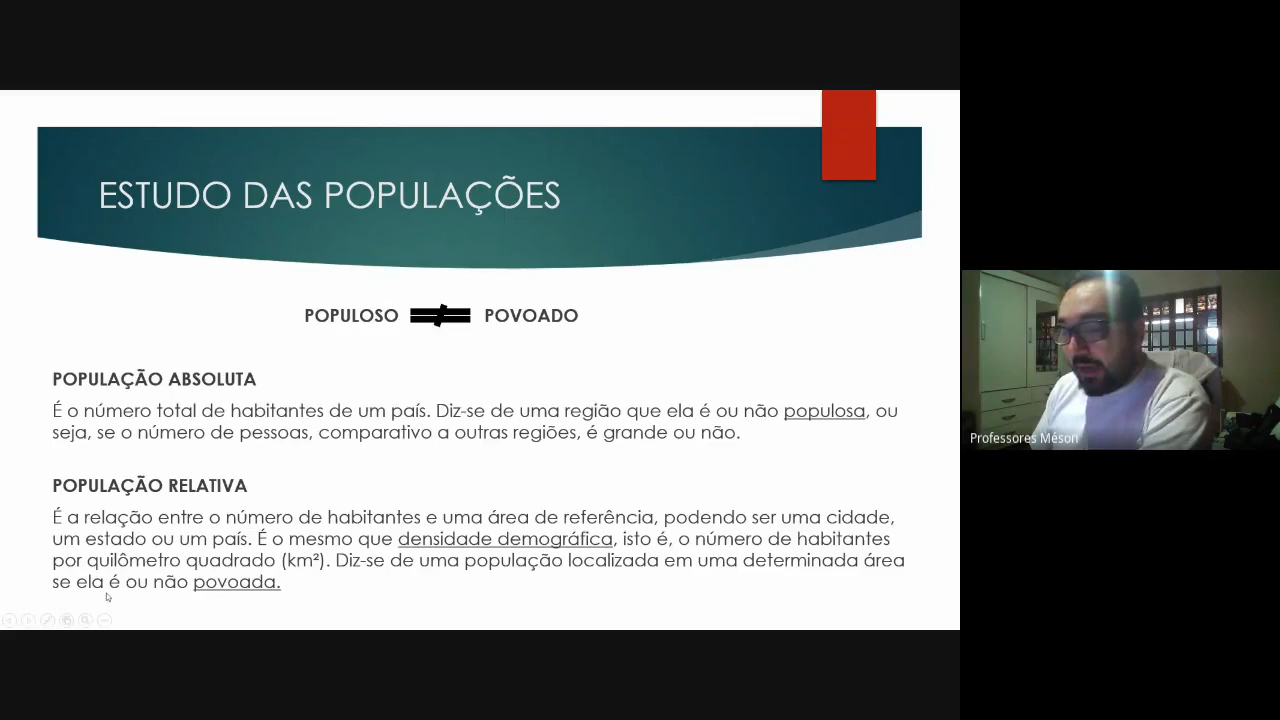 ESTUDO DAS POPULAÇÕES
POPULOSO ≠ POVOADO
POPULAÇÃO ABSOLUTA
É o número total de habitantes de um país. Diz-se de uma região que ela é ou não populosa, ou
seja, se o número de pessoas, comparativo a outras regiões, é grande ou não.
POPULAÇÃO RELATIVA
É a relação entre o número de habitantes e uma área de referência, podendo ser uma cidade,
um estado ou um país. É o mesmo que densidade demográfica, isto é, o número de habitantes
por quilômetro quadrado (km²). Diz-se de uma população localizada em uma determinada área
se ela é ou não povoada.
Professores Méson